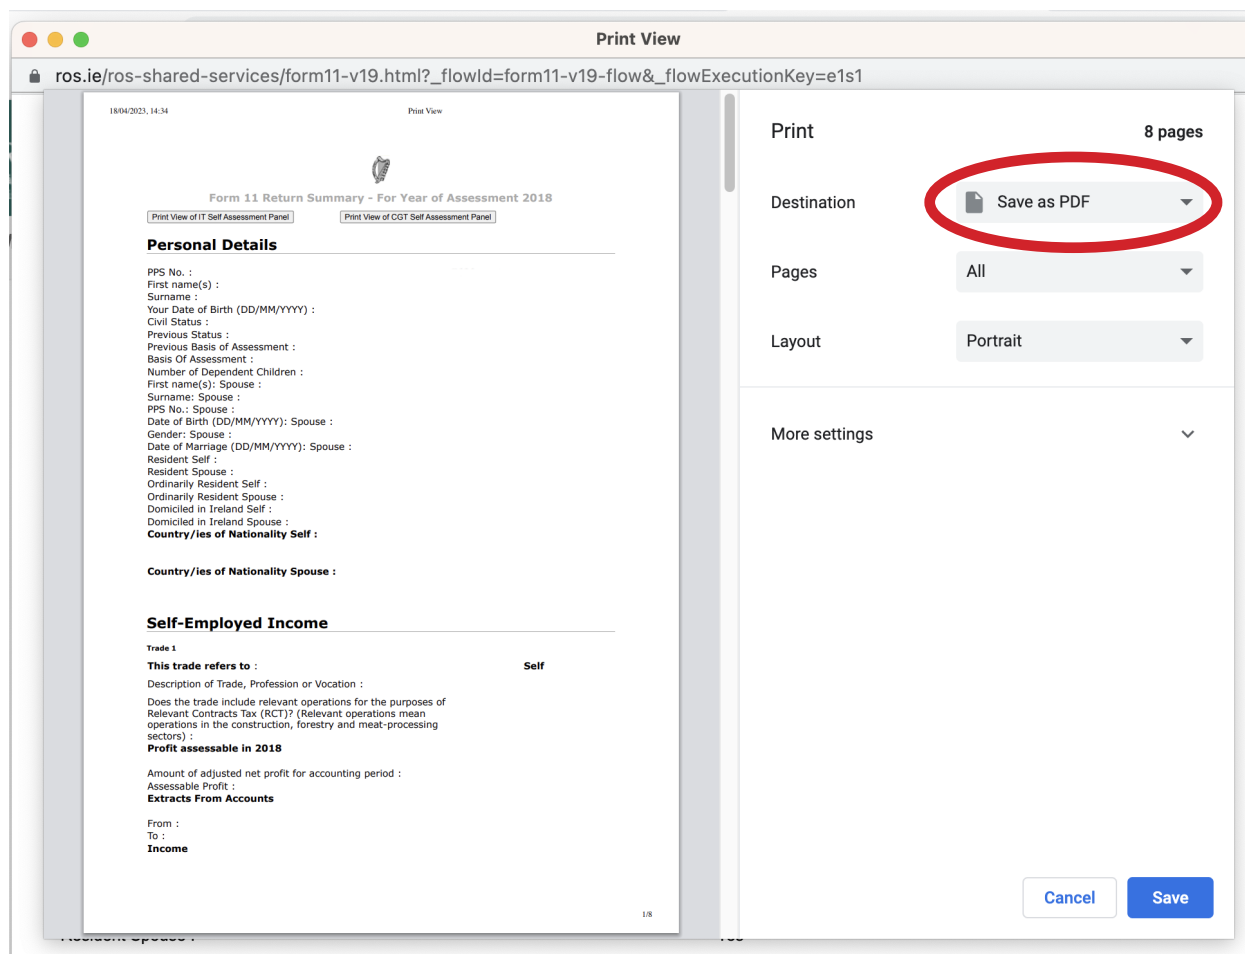 Print View
ros.ie/ros-shared-services/form11-v19.html?_flowId=form11-v19-flow&_flowExecutionKey=e1s1
18/04/2023, 14:34 Print View
Form 11 Return Summary - For Year of Assessment 2018
Print View of IT Self Assessment Panel Print View of CGT Self Assessment Panel
Personal Details
PPS No. :
First name(s) :
Surname :
Your Date of Birth (DD/MM/YYYY) :
Civil Status :
Previous Status :
Previous Basis of Assessment :
Basis Of Assessment :
Number of Dependent Children :
First name(s): Spouse :
Surname: Spouse :
PPS No.: Spouse :
Date of Birth (DD/MM/YYYY): Spouse :
Gender: Spouse :
Date of Marriage (DD/MM/YYYY): Spouse :
Resident Self :
Resident Spouse :
Ordinarily Resident Self :
Ordinarily Resident Spouse :
Domiciled in Ireland Self :
Domiciled in Ireland Spouse :
Country/ies of Nationality Self :
Country/ies of Nationality Spouse :
Self-Employed Income
Trade 1
This trade refers to : Self
Description of Trade, Profession or Vocation :
Does the trade include relevant operations for the purposes of
Relevant Contracts Tax (RCT)? (Relevant operations mean
operations in the construction, forestry and meat-processing
sectors) :
Profit assessable in 2018
Amount of adjusted net profit for accounting period :
Assessable Profit :
Extracts From Accounts
From :
To :
Income
1/8
Print 8 pages
Destination Save as PDF
Pages All
Layout Portrait
More settings
Cancel Save